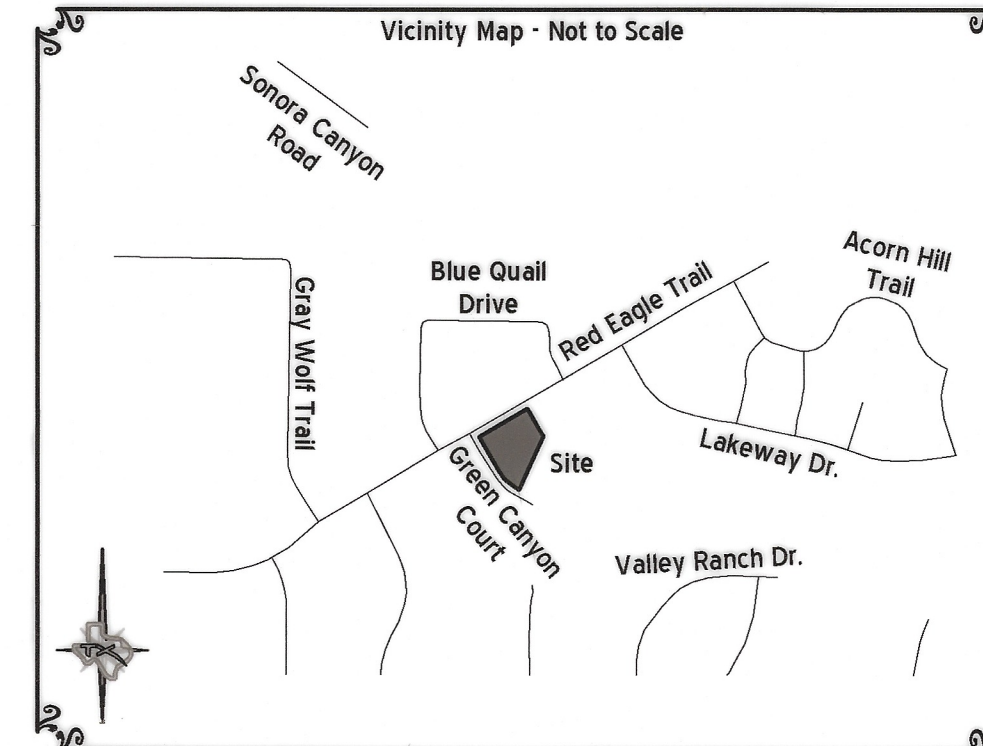 Vicinity Map - Not to Scale
Sonora Canyon
Road
Acorn Hill
Trail
Blue Quail
Drive
Red Eagle Trail
Gray Wolf Trail
Lakeway Dr.
Site
Green Canyon
Court
Valley Ranch Dr.
TX